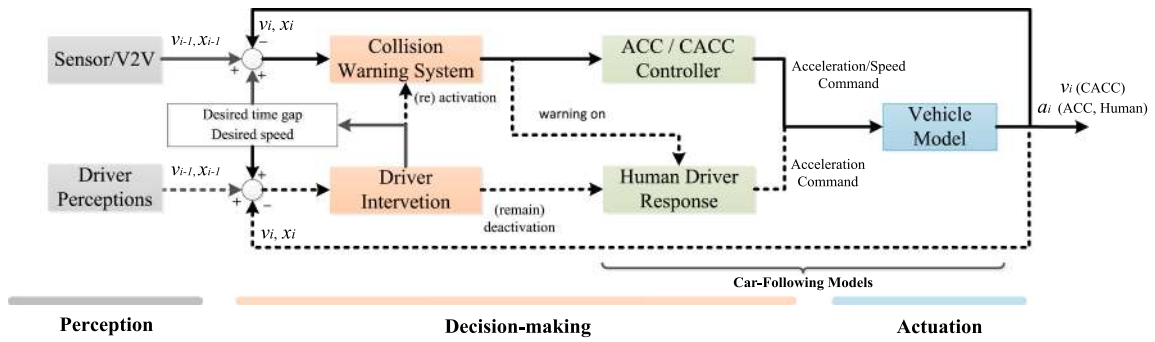 vi, xi
vi-1, xi-1
Sensor/V2V
−
+
+
Collision
Warning System
ACC / CACC
Controller
Acceleration/Speed
Command
vi (CACC)
ai (ACC, Human)
(re) activation
Desired time gap
Desired speed
warning on
Vehicle
Model
vi-1, xi-1
Driver
Perceptions
+
+
−
Driver
Intervetion
Human Driver
Response
Acceleration
Command
(remain)
deactivation
vi, xi
Car-Following Models
Perception
Decision-making
Actuation